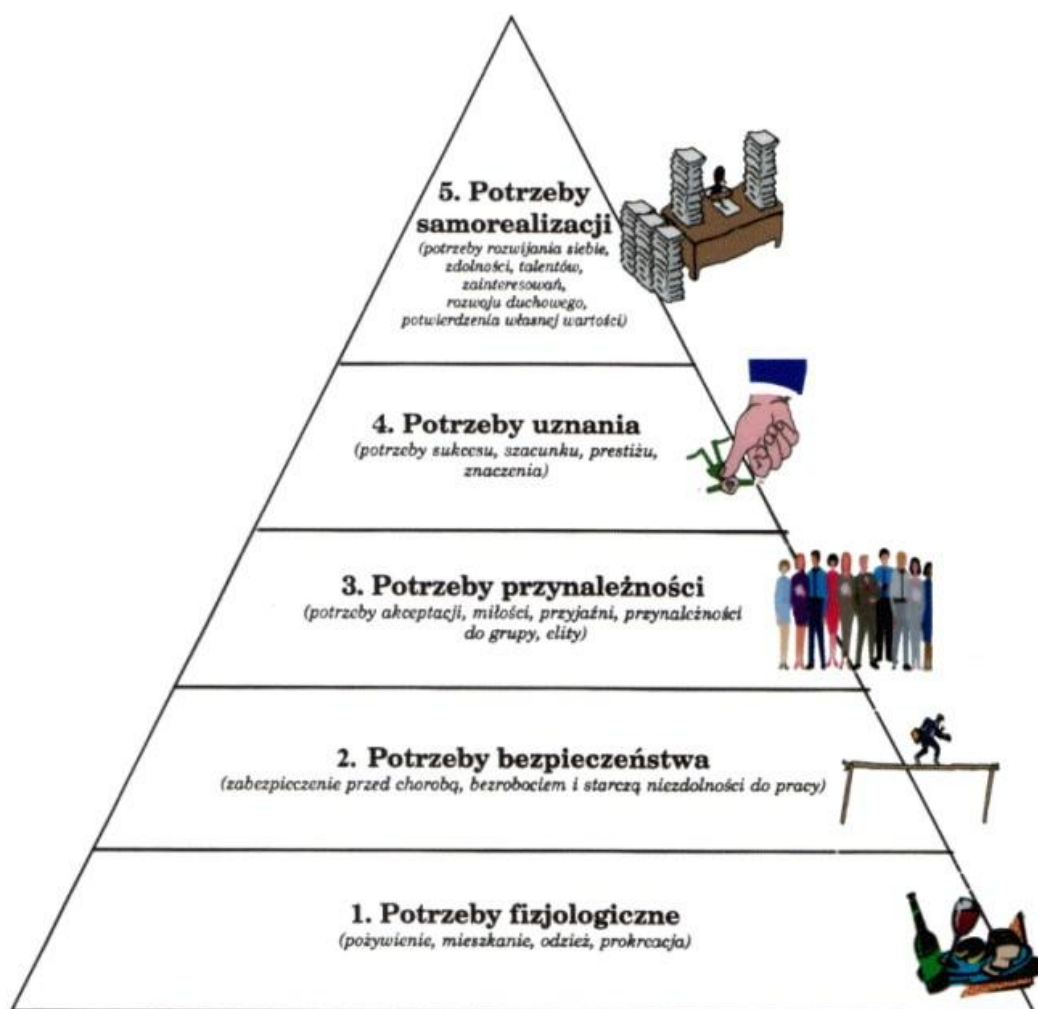 5. Potrzeby
samorealizacji
(potrzeby rozwijania siebie,
zdolności, talentów,
zainteresowań,
rozwoju duchowego,
potwierdzenia własnej wartości)
4. Potrzeby uznania
(potrzeby sukcesu, szacunku, prestiżu,
znaczenia)
3. Potrzeby przynależności
(potrzeby akceptacji, miłości, przyjaźni, przynależności
do grupy, elity)
2. Potrzeby bezpieczeństwa
(zabezpieczenie przed chorobą, bezrobociem i starczą niezdolności do pracy)
1. Potrzeby fizjologiczne
(pożywienie, mieszkanie, odzież, prokreacja)